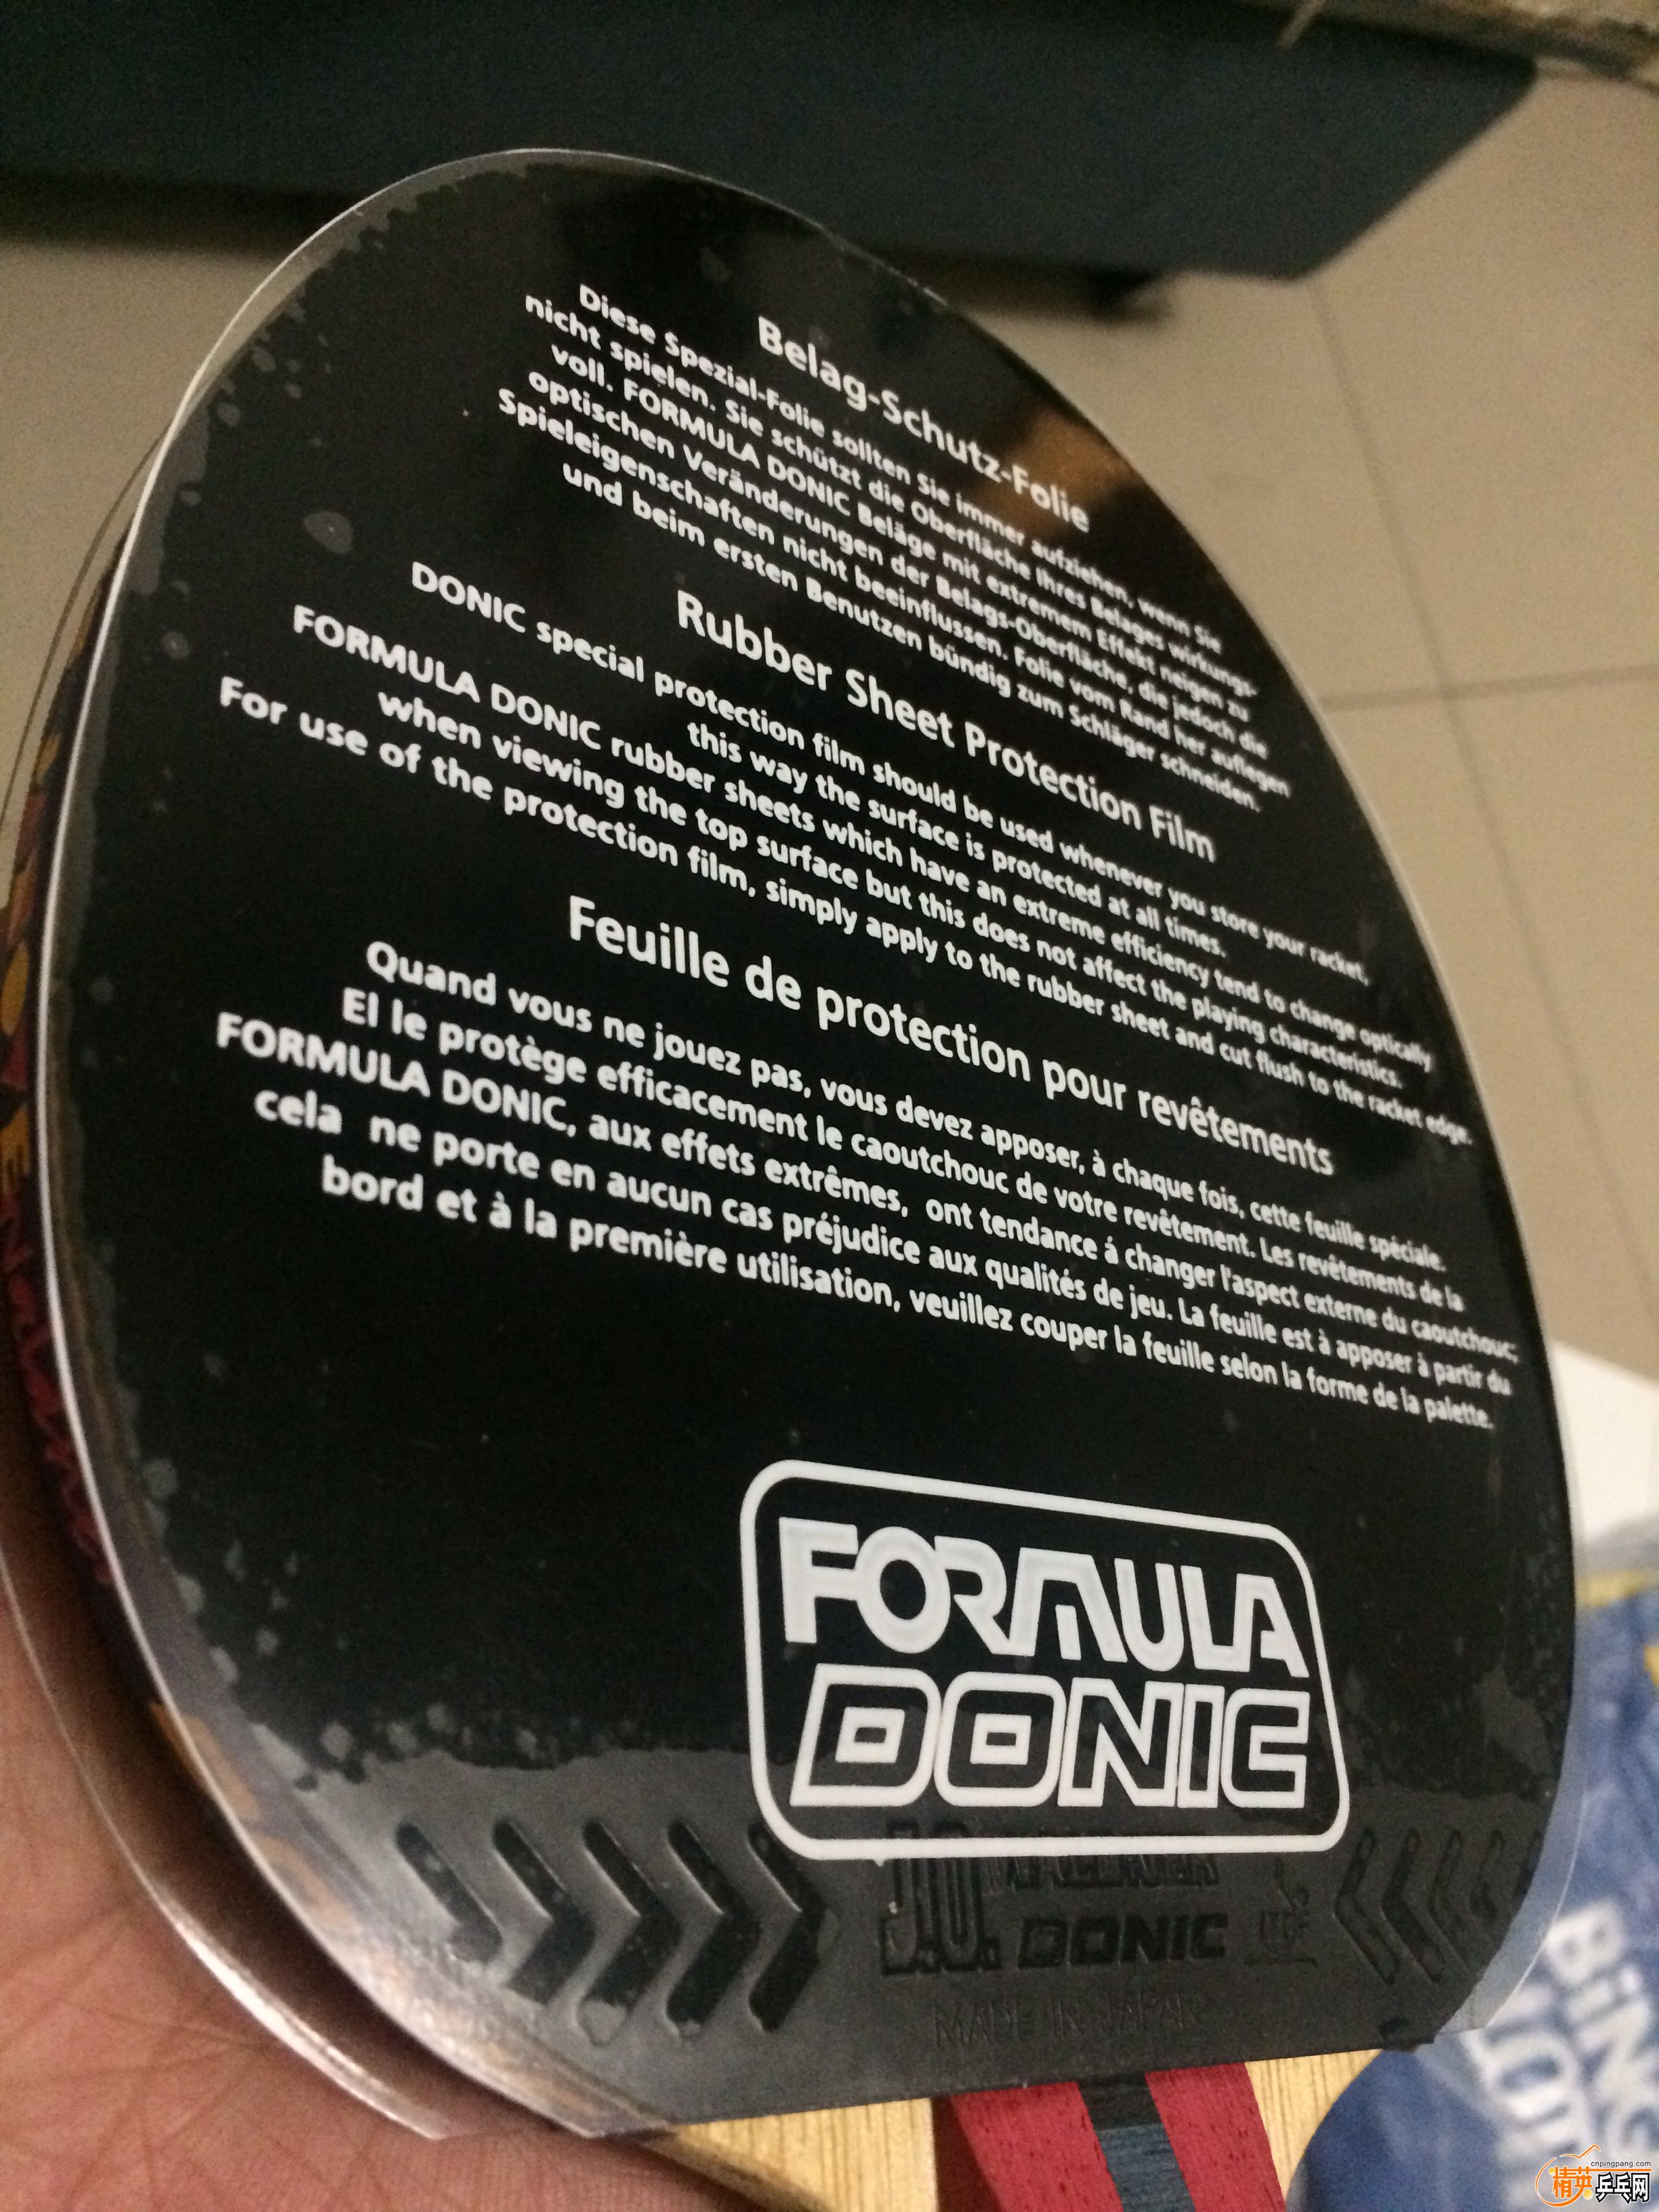 Belag-Schutz-Folie
Diese Spezial-Folie sollten Sie immer aufziehen, wenn Sie
nicht spielen. Sie schützt die Oberfläche Ihres Belages wirkungs-
voll. FORMULA DONIC Beläge mit extremem Effekt neigen zu
optischen Veränderungen der Belags-Oberfläche, die jedoch die
Spieleigenschaften nicht beeinflussen. Folie vom Rand her auflegen
und beim ersten Benutzen bündig zum Schläger schneiden.
Rubber Sheet Protection Film
DONIC special protection film should be used whenever you store your racket,
this way the surface is protected at all times.
FORMULA DONIC rubber sheets which have an extreme efficiency tend to change optically
when viewing the top surface but this does not affect the playing characteristics.
For use of the protection film, simply apply to the rubber sheet and cut flush to the racket edge.
Feuille de protection pour revêtements
Quand vous ne jouez pas, vous devez apposer, à chaque fois, cette feuille spéciale.
El le protège efficacement le caoutchouc de votre revêtement. Les revêtements de la
FORMULA DONIC, aux effets extrêmes, ont tendance á changer l'aspect externe du caoutchouc;
cela ne porte en aucun cas préjudice aux qualités de jeu. La feuille est à apposer à partir du
bord et à la première utilisation, veuillez couper la feuille selon la forme de la palette.
FORMULA
DONIC
J.O. WALDNER
DONIC
ITTF
MADE IN JAPAN
BiNG
cnpingpang.com
精英乒乓网